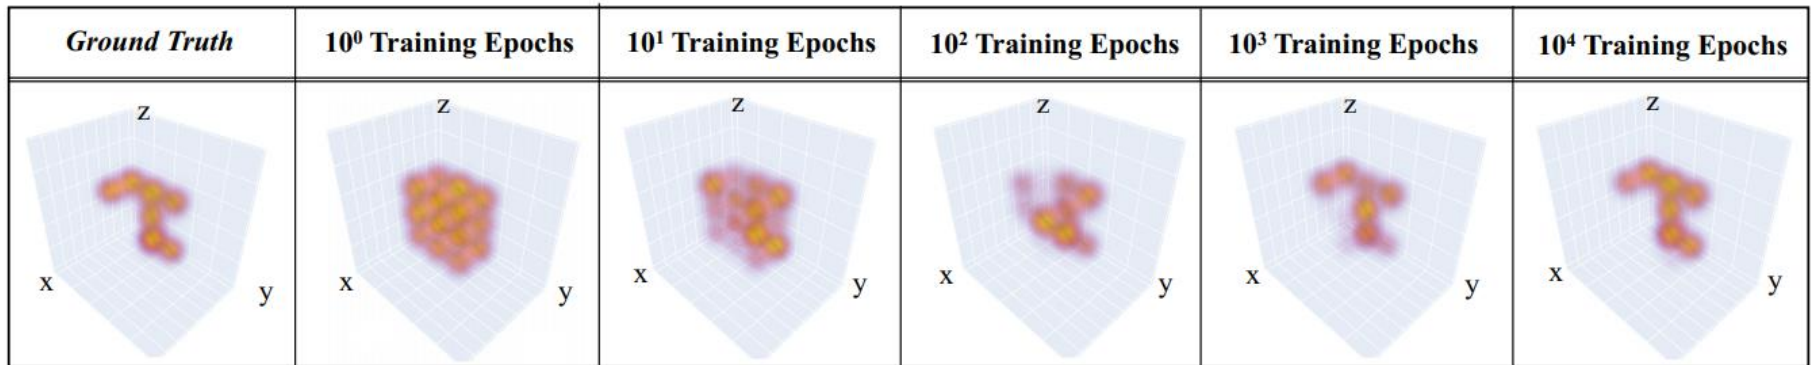 Ground Truth
10⁰ Training Epochs
10¹ Training Epochs
10² Training Epochs
10³ Training Epochs
10⁴ Training Epochs
z
x
y
z
x
y
z
x
y
z
x
y
z
x
y
z
x
y